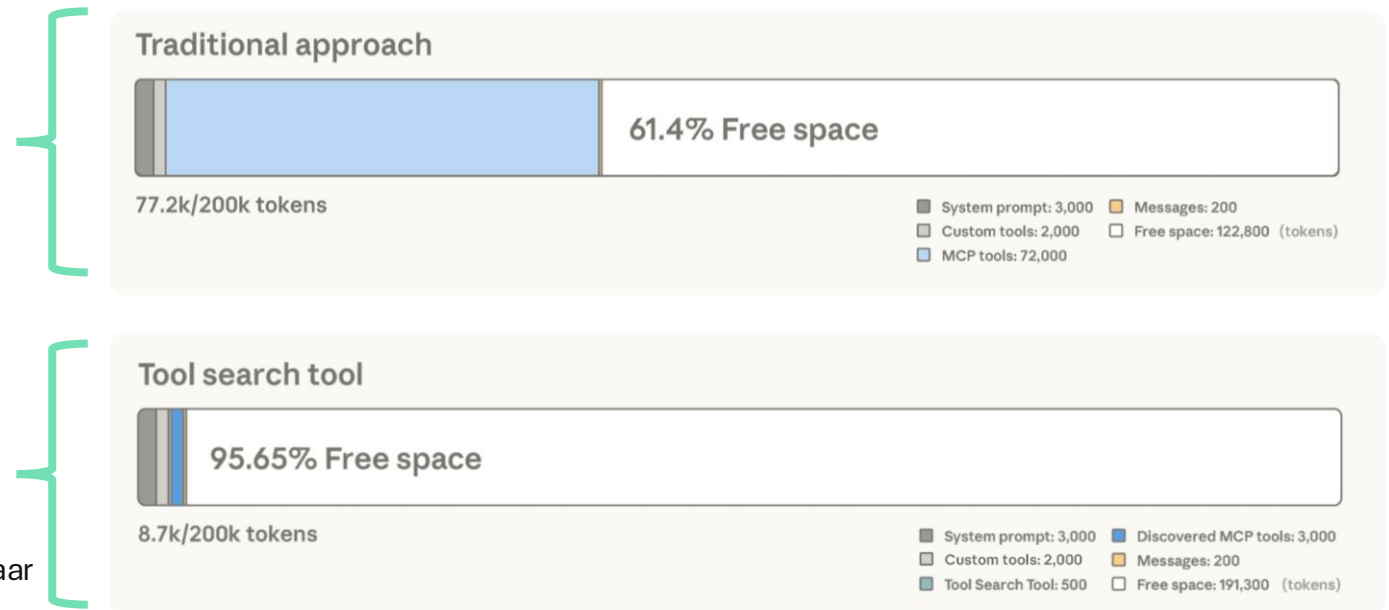 Traditional approach
61.4% Free space
77.2k/200k tokens
System prompt: 3,000 Messages: 200
Custom tools: 2,000 Free space: 122,800 (tokens)
MCP tools: 72,000
Tool search tool
95.65% Free space
8.7k/200k tokens
System prompt: 3,000 Discovered MCP tools: 3,000
Custom tools: 2,000 Messages: 200
Tool Search Tool: 500 Free space: 191,300 (tokens)